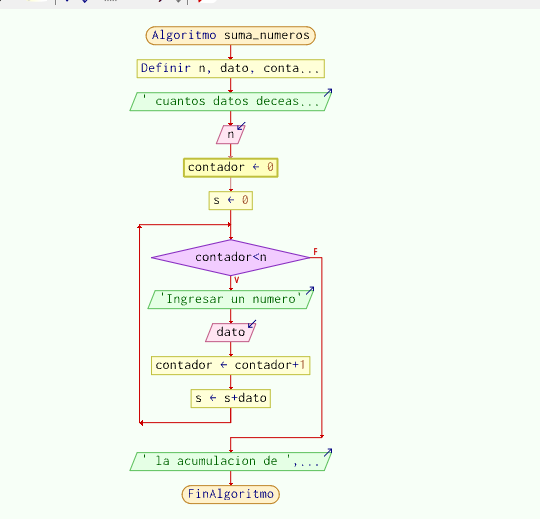 Algoritmo suma_numeros
Definir n, dato, conta...
' cuantos datos deceas...
n
contador ← 0
s ← 0
contador<n
F
V
'Ingresar un numero'
dato
contador ← contador+1
s ← s+dato
' la acumulacion de ',...
FinAlgoritmo